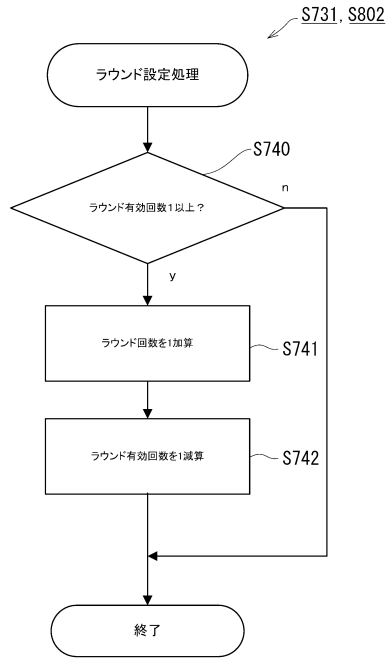 S731, S802
ラウンド設定処理
S740
ラウンド有効回数1以上？
n
y
ラウンド回数を1加算
S741
ラウンド有効回数を1減算
S742
終了